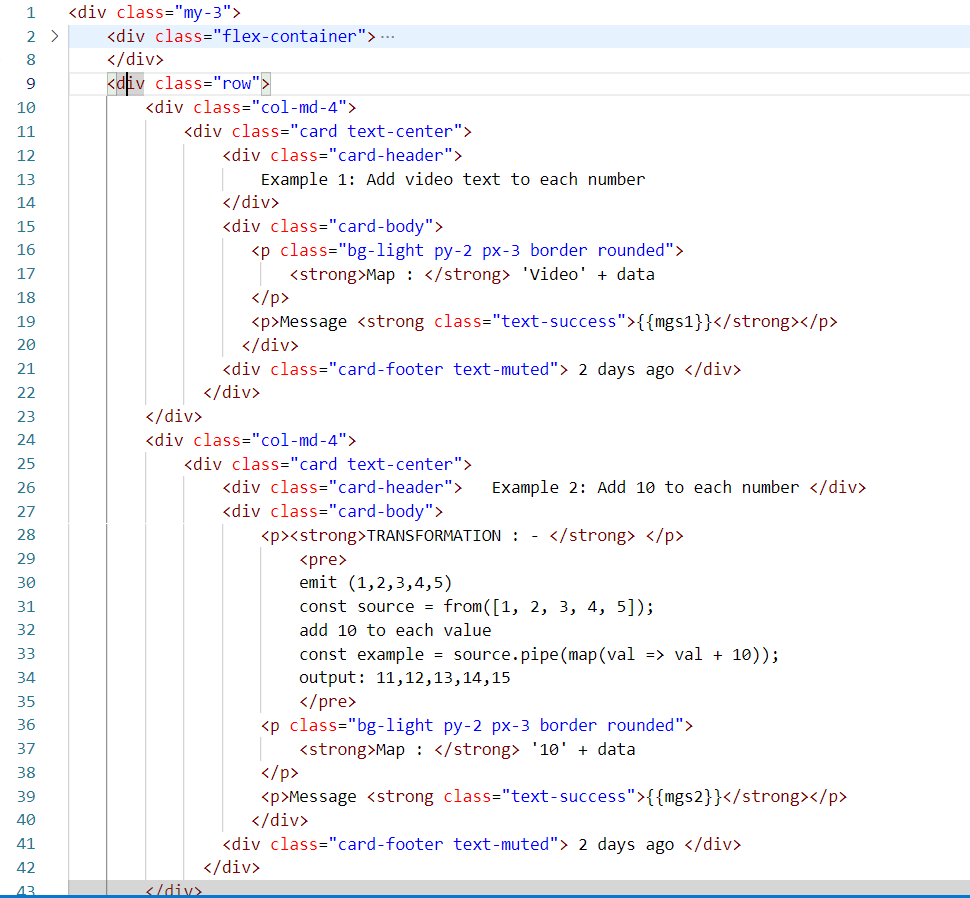 1 <div class="my-3">
2 > <div class="flex-container"> ···
8 </div>
9 <div class="row">
10 <div class="col-md-4">
11 <div class="card text-center">
12 <div class="card-header">
13 Example 1: Add video text to each number
14 </div>
15 <div class="card-body">
16 <p class="bg-light py-2 px-3 border rounded">
17 <strong>Map : </strong> 'Video' + data
18 </p>
19 <p>Message <strong class="text-success">{{mgs1}}</strong></p>
20 </div>
21 <div class="card-footer text-muted"> 2 days ago </div>
22 </div>
23 </div>
24 <div class="col-md-4">
25 <div class="card text-center">
26 <div class="card-header">   Example 2: Add 10 to each number </div>
27 <div class="card-body">
28 <p><strong>TRANSFORMATION : - </strong> </p>
29 <pre>
30 emit (1,2,3,4,5)
31 const source = from([1, 2, 3, 4, 5]);
32 add 10 to each value
33 const example = source.pipe(map(val => val + 10));
34 output: 11,12,13,14,15
35 </pre>
36 <p class="bg-light py-2 px-3 border rounded">
37 <strong>Map : </strong> '10' + data
38 </p>
39 <p>Message <strong class="text-success">{{mgs2}}</strong></p>
40 </div>
41 <div class="card-footer text-muted"> 2 days ago </div>
42 </div>
43 </div>